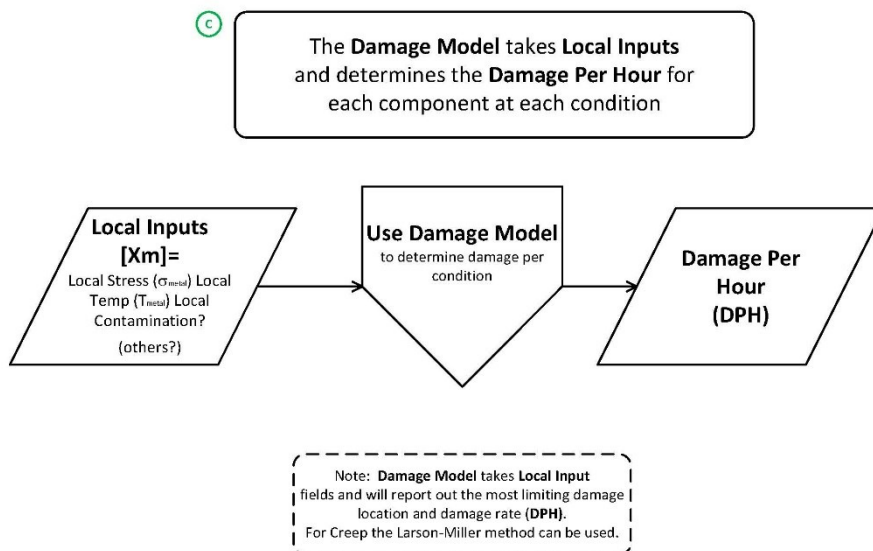 C
The Damage Model takes Local Inputs
and determines the Damage Per Hour for
each component at each condition
Local Inputs
[Xm]=
Local Stress (σmetal) Local
Temp (Tmetal) Local
Contamination?
(others?)
Use Damage Model
to determine damage per
condition
Damage Per
Hour
(DPH)
Note: Damage Model takes Local Input
fields and will report out the most limiting damage
location and damage rate (DPH).
For Creep the Larson-Miller method can be used.